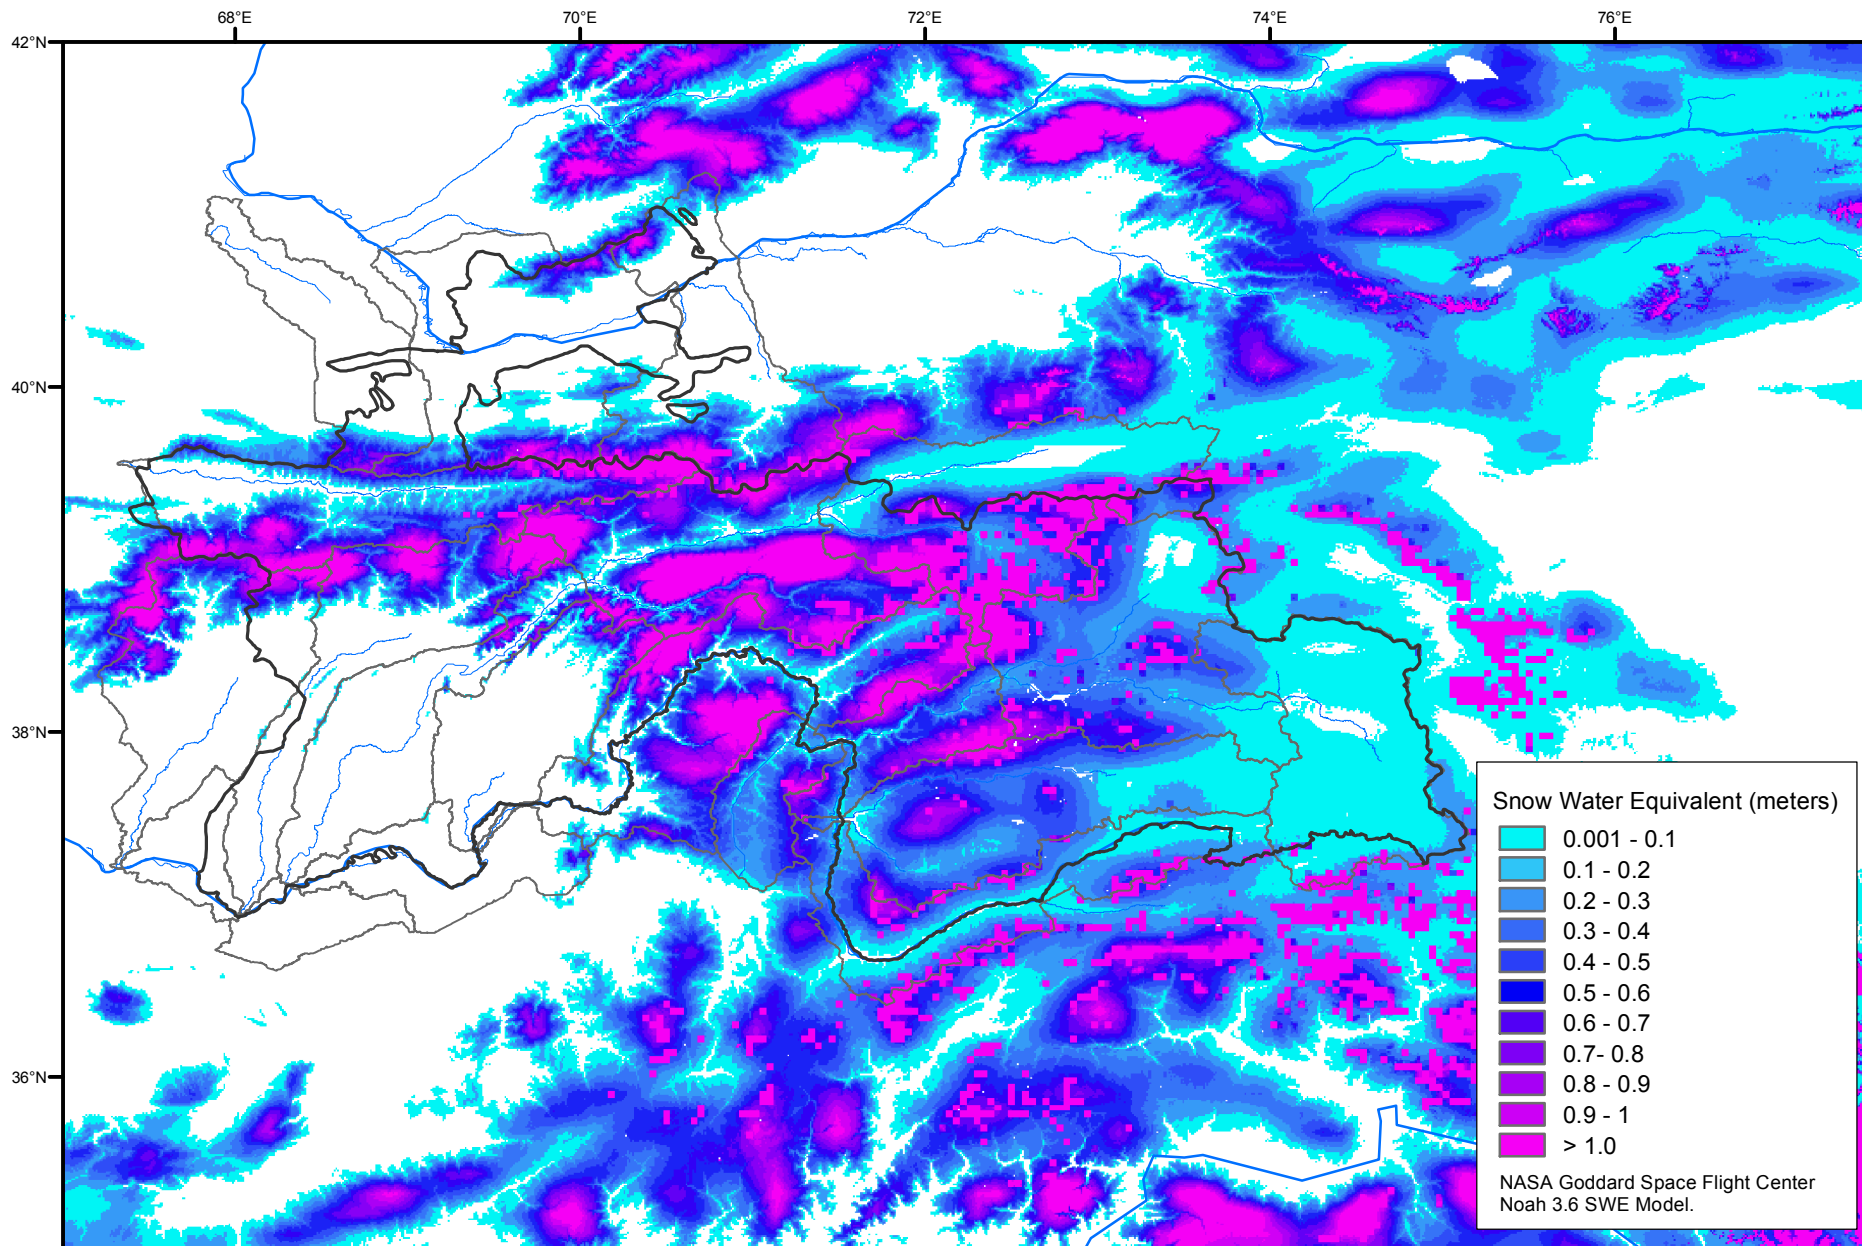 68°E
70°E
72°E
74°E
76°E
42°N
40°N
38°N
36°N
Snow Water Equivalent (meters)
0.001 - 0.1
0.1 - 0.2
0.2 - 0.3
0.3 - 0.4
0.4 - 0.5
0.5 - 0.6
0.6 - 0.7
0.7- 0.8
0.8 - 0.9
0.9 - 1
> 1.0
NASA Goddard Space Flight Center
Noah 3.6 SWE Model.